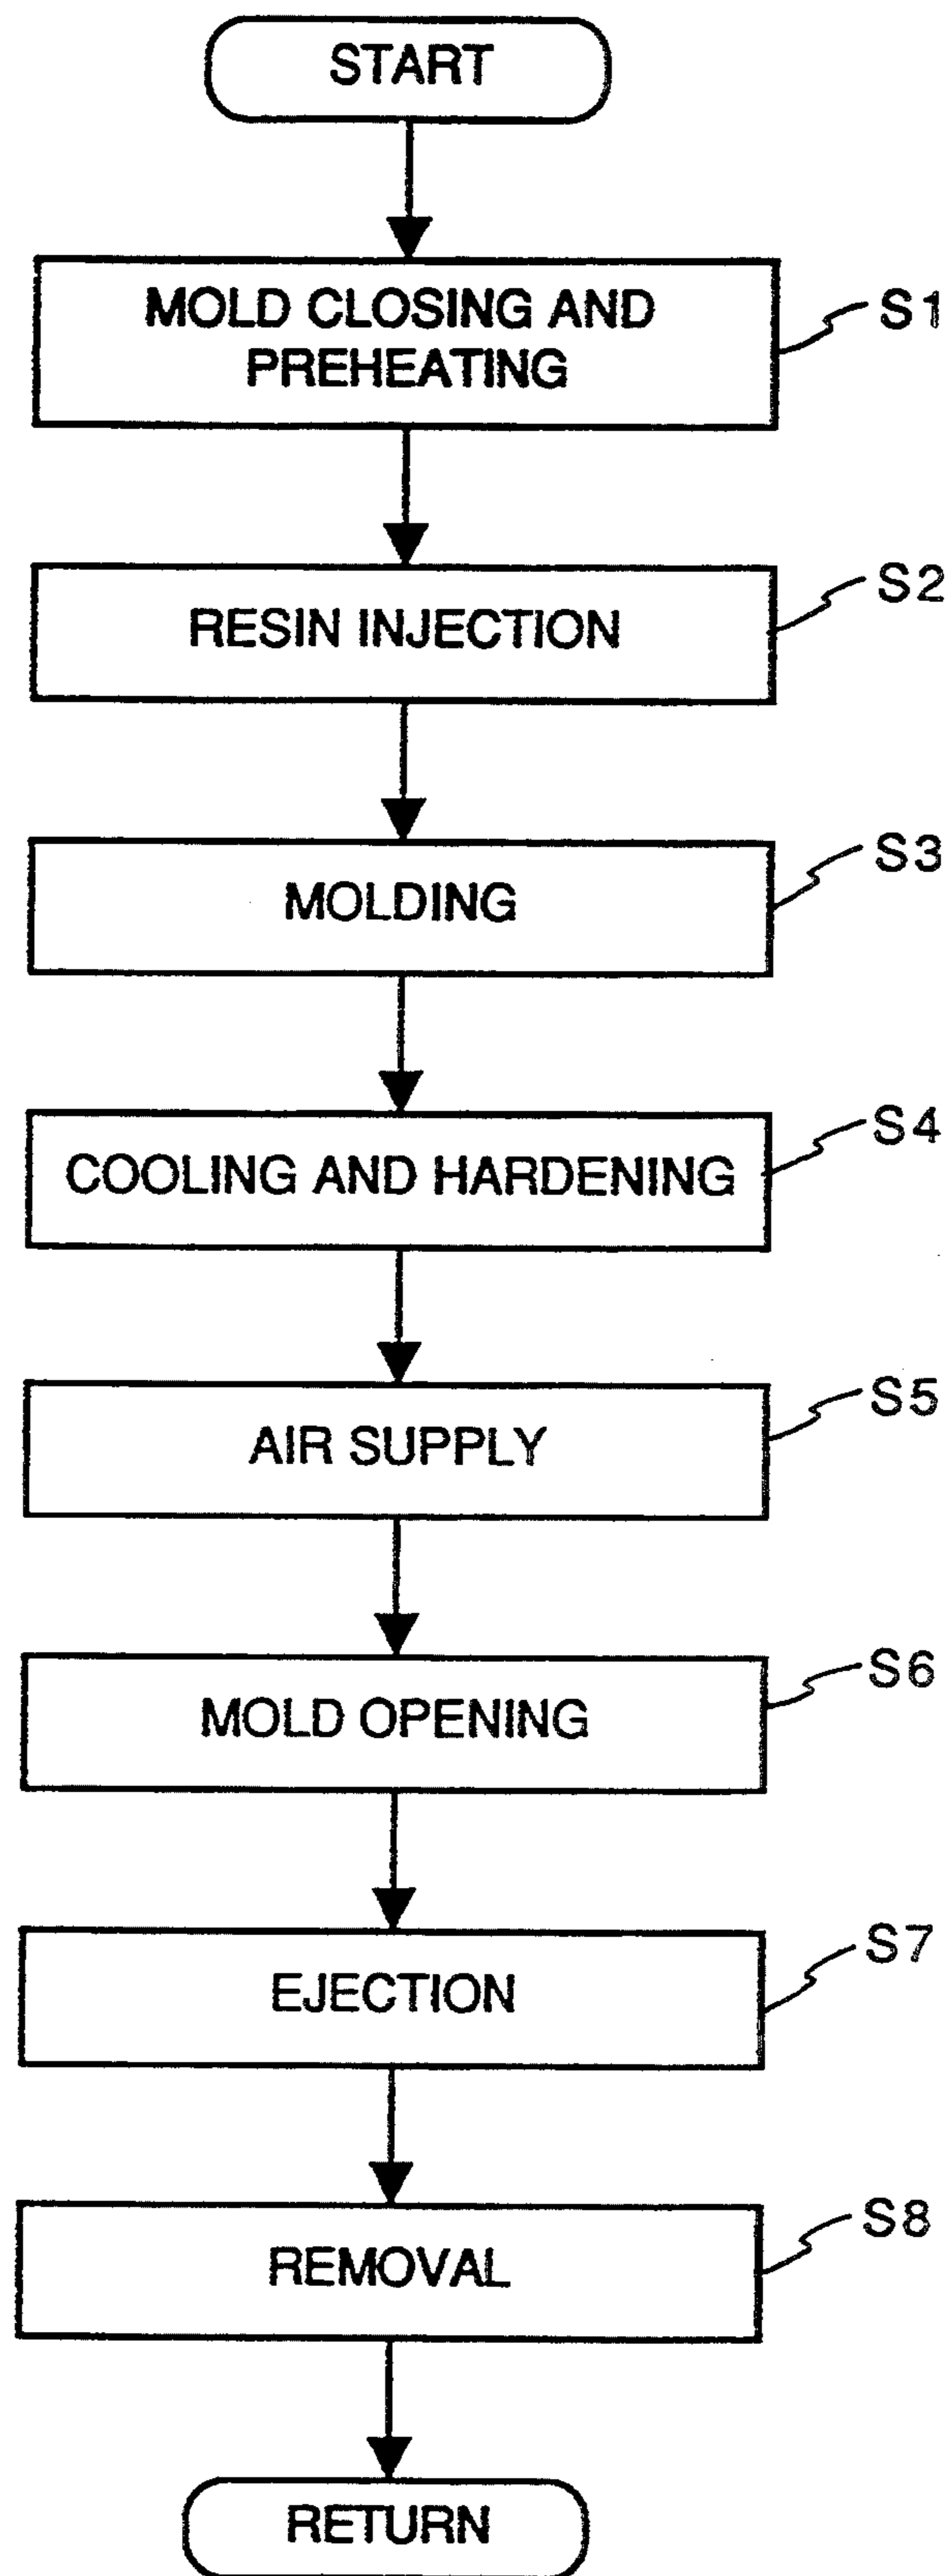 START
MOLD CLOSING AND
PREHEATING
S1
RESIN INJECTION
S2
MOLDING
S3
COOLING AND HARDENING
S4
AIR SUPPLY
S5
MOLD OPENING
S6
EJECTION
S7
REMOVAL
S8
RETURN